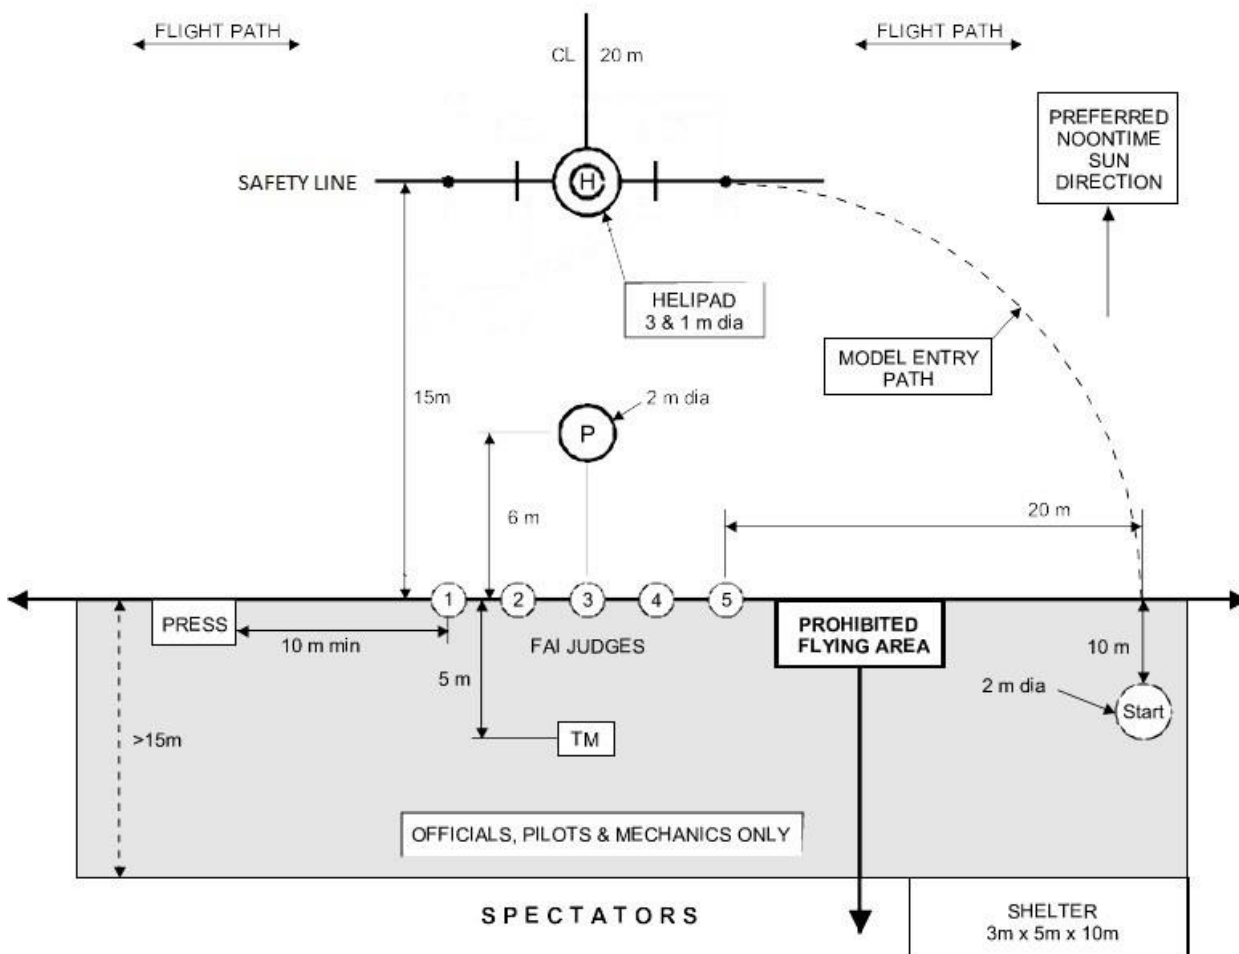 FLIGHT PATH
FLIGHT PATH
CL 20 m
PREFERRED
NOONTIME
SUN
DIRECTION
SAFETY LINE
H
HELIPAD
3 & 1 m dia
MODEL ENTRY
PATH
15m
2 m dia
P
6 m
20 m
1 2 3 4 5
PRESS
10 m min
FAI JUDGES
PROHIBITED
FLYING AREA
10 m
5 m
2 m dia
Start
>15m
TM
OFFICIALS, PILOTS & MECHANICS ONLY
SPECTATORS
SHELTER
3m x 5m x 10m